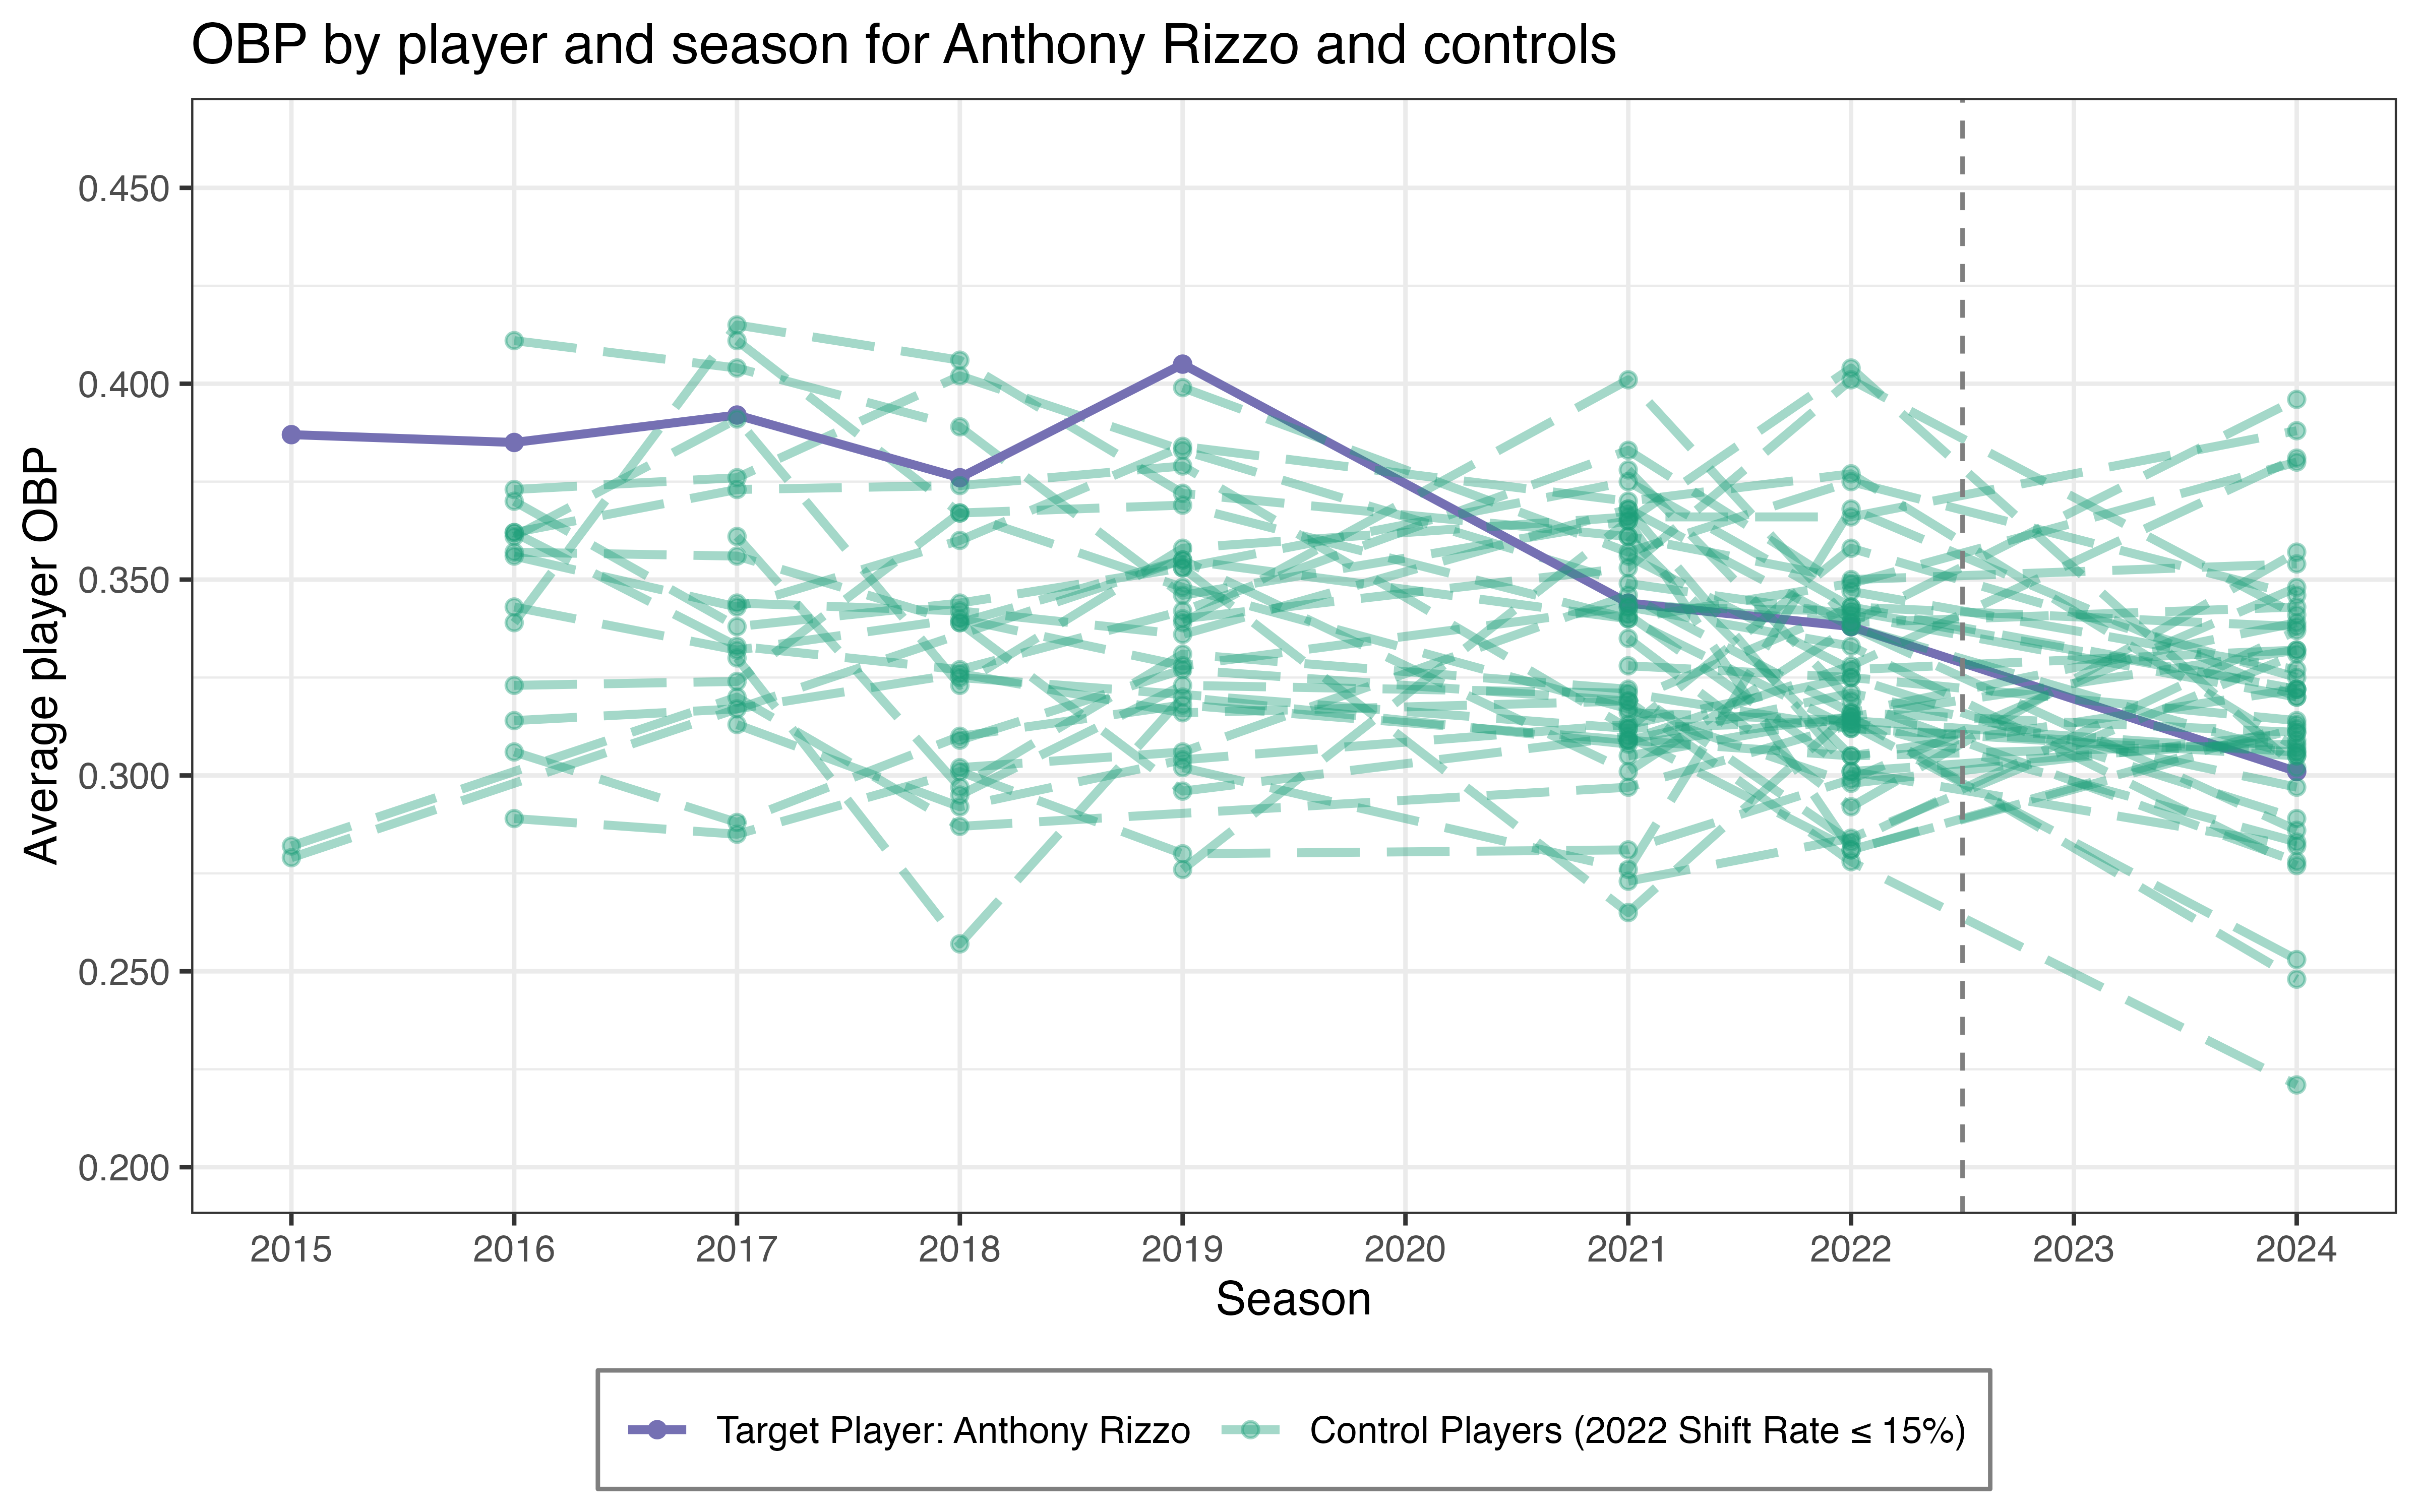 OBP by player and season for Anthony Rizzo and controls
Average player OBP
0.450
0.400
0.350
0.300
0.250
0.200
2015 2016 2017 2018 2019 2020 2021 2022 2023 2024
Season
Target Player: Anthony Rizzo Control Players (2022 Shift Rate ≤ 15%)